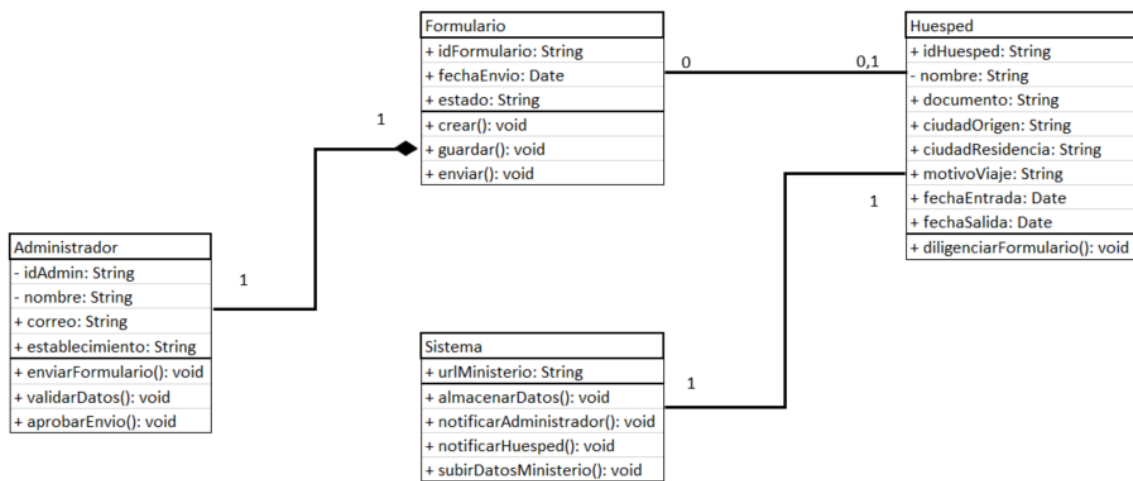 Formulario
+ idFormulario: String
+ fechaEnvio: Date
+ estado: String
+ crear(): void
+ guardar(): void
+ enviar(): void
0
0,1
Huesped
+ idHuesped: String
- nombre: String
+ documento: String
+ ciudadOrigen: String
+ ciudadResidencia: String
+ motivoViaje: String
+ fechaEntrada: Date
+ fechaSalida: Date
+ diligenciarFormulario(): void
1
1
Administrador
- idAdmin: String
- nombre: String
+ correo: String
+ establecimiento: String
+ enviarFormulario(): void
+ validarDatos(): void
+ aprobarEnvio(): void
1
Sistema
+ urlMinisterio: String
+ almacenarDatos(): void
+ notificarAdministrador(): void
+ notificarHuesped(): void
+ subirDatosMinisterio(): void
1